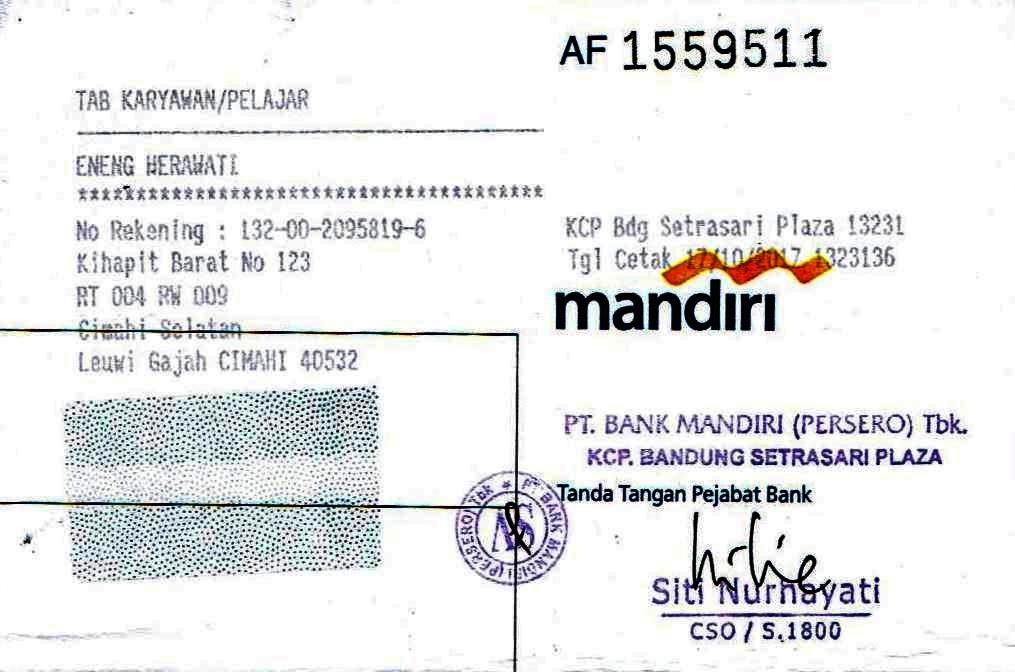 AF 1559511
TAB KARYAWAN/PELAJAR
ENENG HERAWATI
****************************************
No Rekening : 132-00-2095819-6
Kihapit Barat No 123
RT 004 RW 009
Cimahi Selatan
Leuwi Gajah CIMAHI 40532
KCP Bdg Setrasari Plaza 13231
Tgl Cetak 17/10/2017 1323136
mandiri
PT. BANK MANDIRI (PERSERO) Tbk.
KCP. BANDUNG SETRASARI PLAZA
Tanda Tangan Pejabat Bank
PT. BANK MANDIRI (PERSERO) Tbk *
Siti Nurhayati
CSO / S.1800